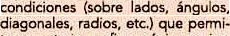 condiciones (sobre lados, ángulos,
diagonales, radios, etc.) que permi-